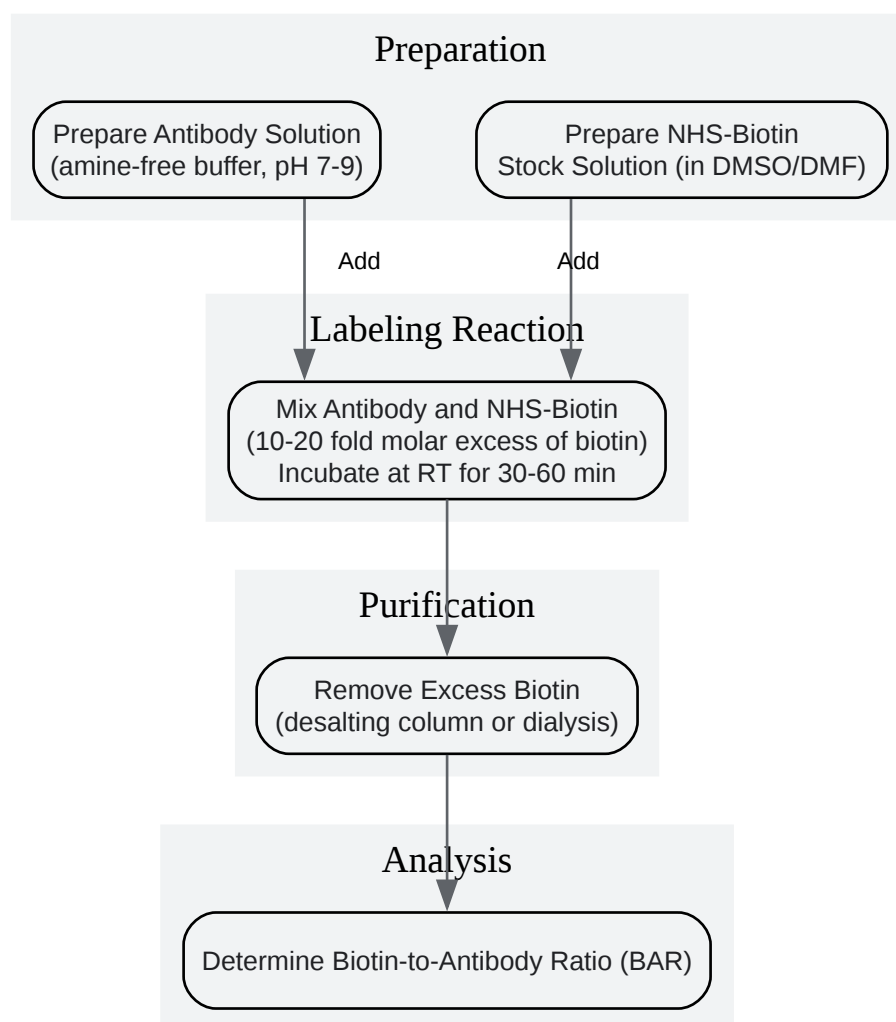 Preparation
Prepare Antibody Solution
(amine-free buffer, pH 7-9)
Prepare NHS-Biotin
Stock Solution (in DMSO/DMF)
Add
Add
Labeling Reaction
Mix Antibody and NHS-Biotin
(10-20 fold molar excess of biotin)
Incubate at RT for 30-60 min
Purification
Remove Excess Biotin
(desalting column or dialysis)
Analysis
Determine Biotin-to-Antibody Ratio (BAR)